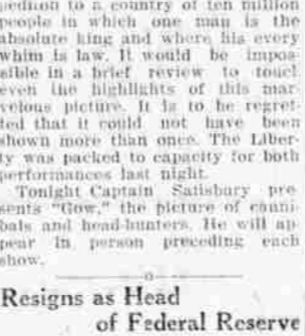 pedition to a country of ten million
people in which one man is the
absolute king and where his every
whim is law. It would be impos-
sible in a brief review to touch
even the highlights of this mar-
velous picture. It is to be regret-
ted that it could not have been
shown more than once. The Liber-
ty was packed to capacity for both
performances last night.
Tonight Captain Salisbury pre-
sents "Gow," the picture of canni-
bals and head-hunters. He will ap-
pear in person preceding each
show.
Resigns as Head
of Federal Reserve